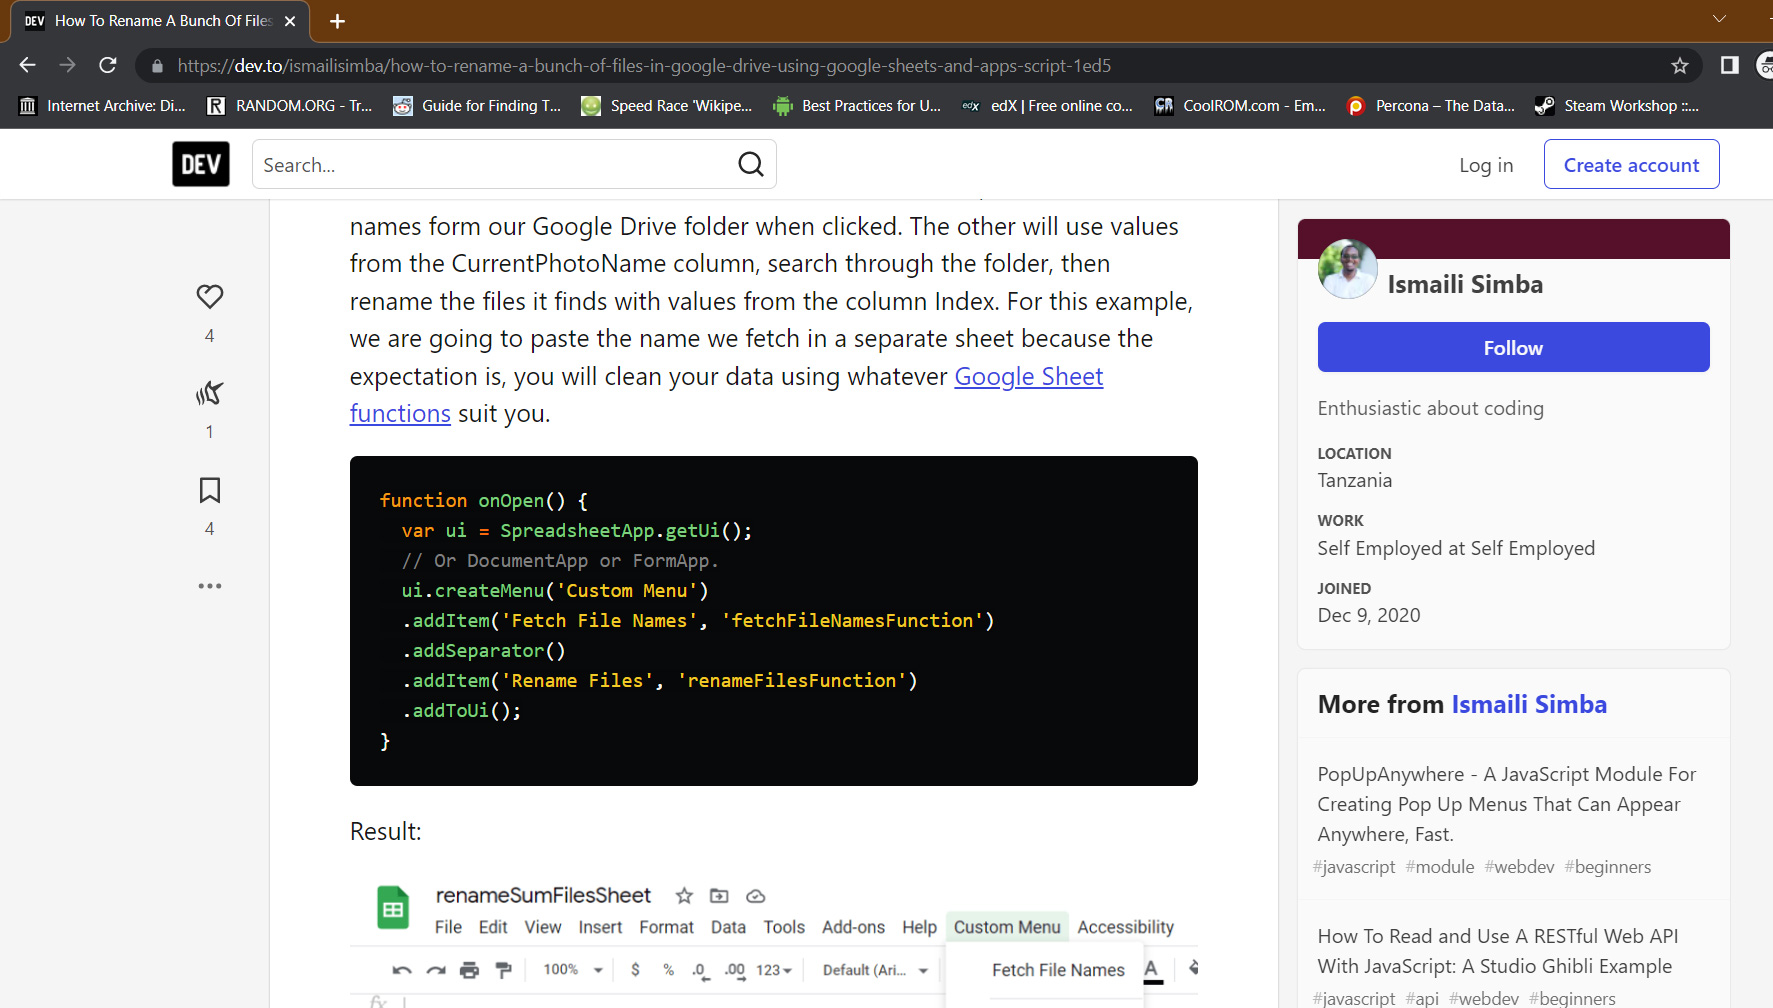 DEV How To Rename A Bunch Of Files
https://dev.to/ismailisimba/how-to-rename-a-bunch-of-files-in-google-drive-using-google-sheets-and-apps-script-1ed5
Internet Archive: Di... RANDOM.ORG - Tr... Guide for Finding T... Speed Race 'Wikipe... Best Practices for U... edX edX | Free online co... CoolROM.com - Em... Percona – The Data... Steam Workshop ::...
DEV Search... Log in Create account
names form our Google Drive folder when clicked. The other will use values
from the CurrentPhotoName column, search through the folder, then
rename the files it finds with values from the column Index. For this example,
we are going to paste the name we fetch in a separate sheet because the
expectation is, you will clean your data using whatever Google Sheet
functions suit you.
4
1
4
function onOpen() {
var ui = SpreadsheetApp.getUi();
// Or DocumentApp or FormApp.
ui.createMenu('Custom Menu')
.addItem('Fetch File Names', 'fetchFileNamesFunction')
.addSeparator()
.addItem('Rename Files', 'renameFilesFunction')
.addToUi();
}
Result:
renameSumFilesSheet
File Edit View Insert Format Data Tools Add-ons Help Custom Menu Accessibility
100% $ % .0 .00 123 Default (Ari... Fetch File Names A
fx
Ismaili Simba
Follow
Enthusiastic about coding
LOCATION
Tanzania
WORK
Self Employed at Self Employed
JOINED
Dec 9, 2020
More from Ismaili Simba
PopUpAnywhere - A JavaScript Module For
Creating Pop Up Menus That Can Appear
Anywhere, Fast.
#javascript #module #webdev #beginners
How To Read and Use A RESTful Web API
With JavaScript: A Studio Ghibli Example
#javascript #api #webdev #beginners